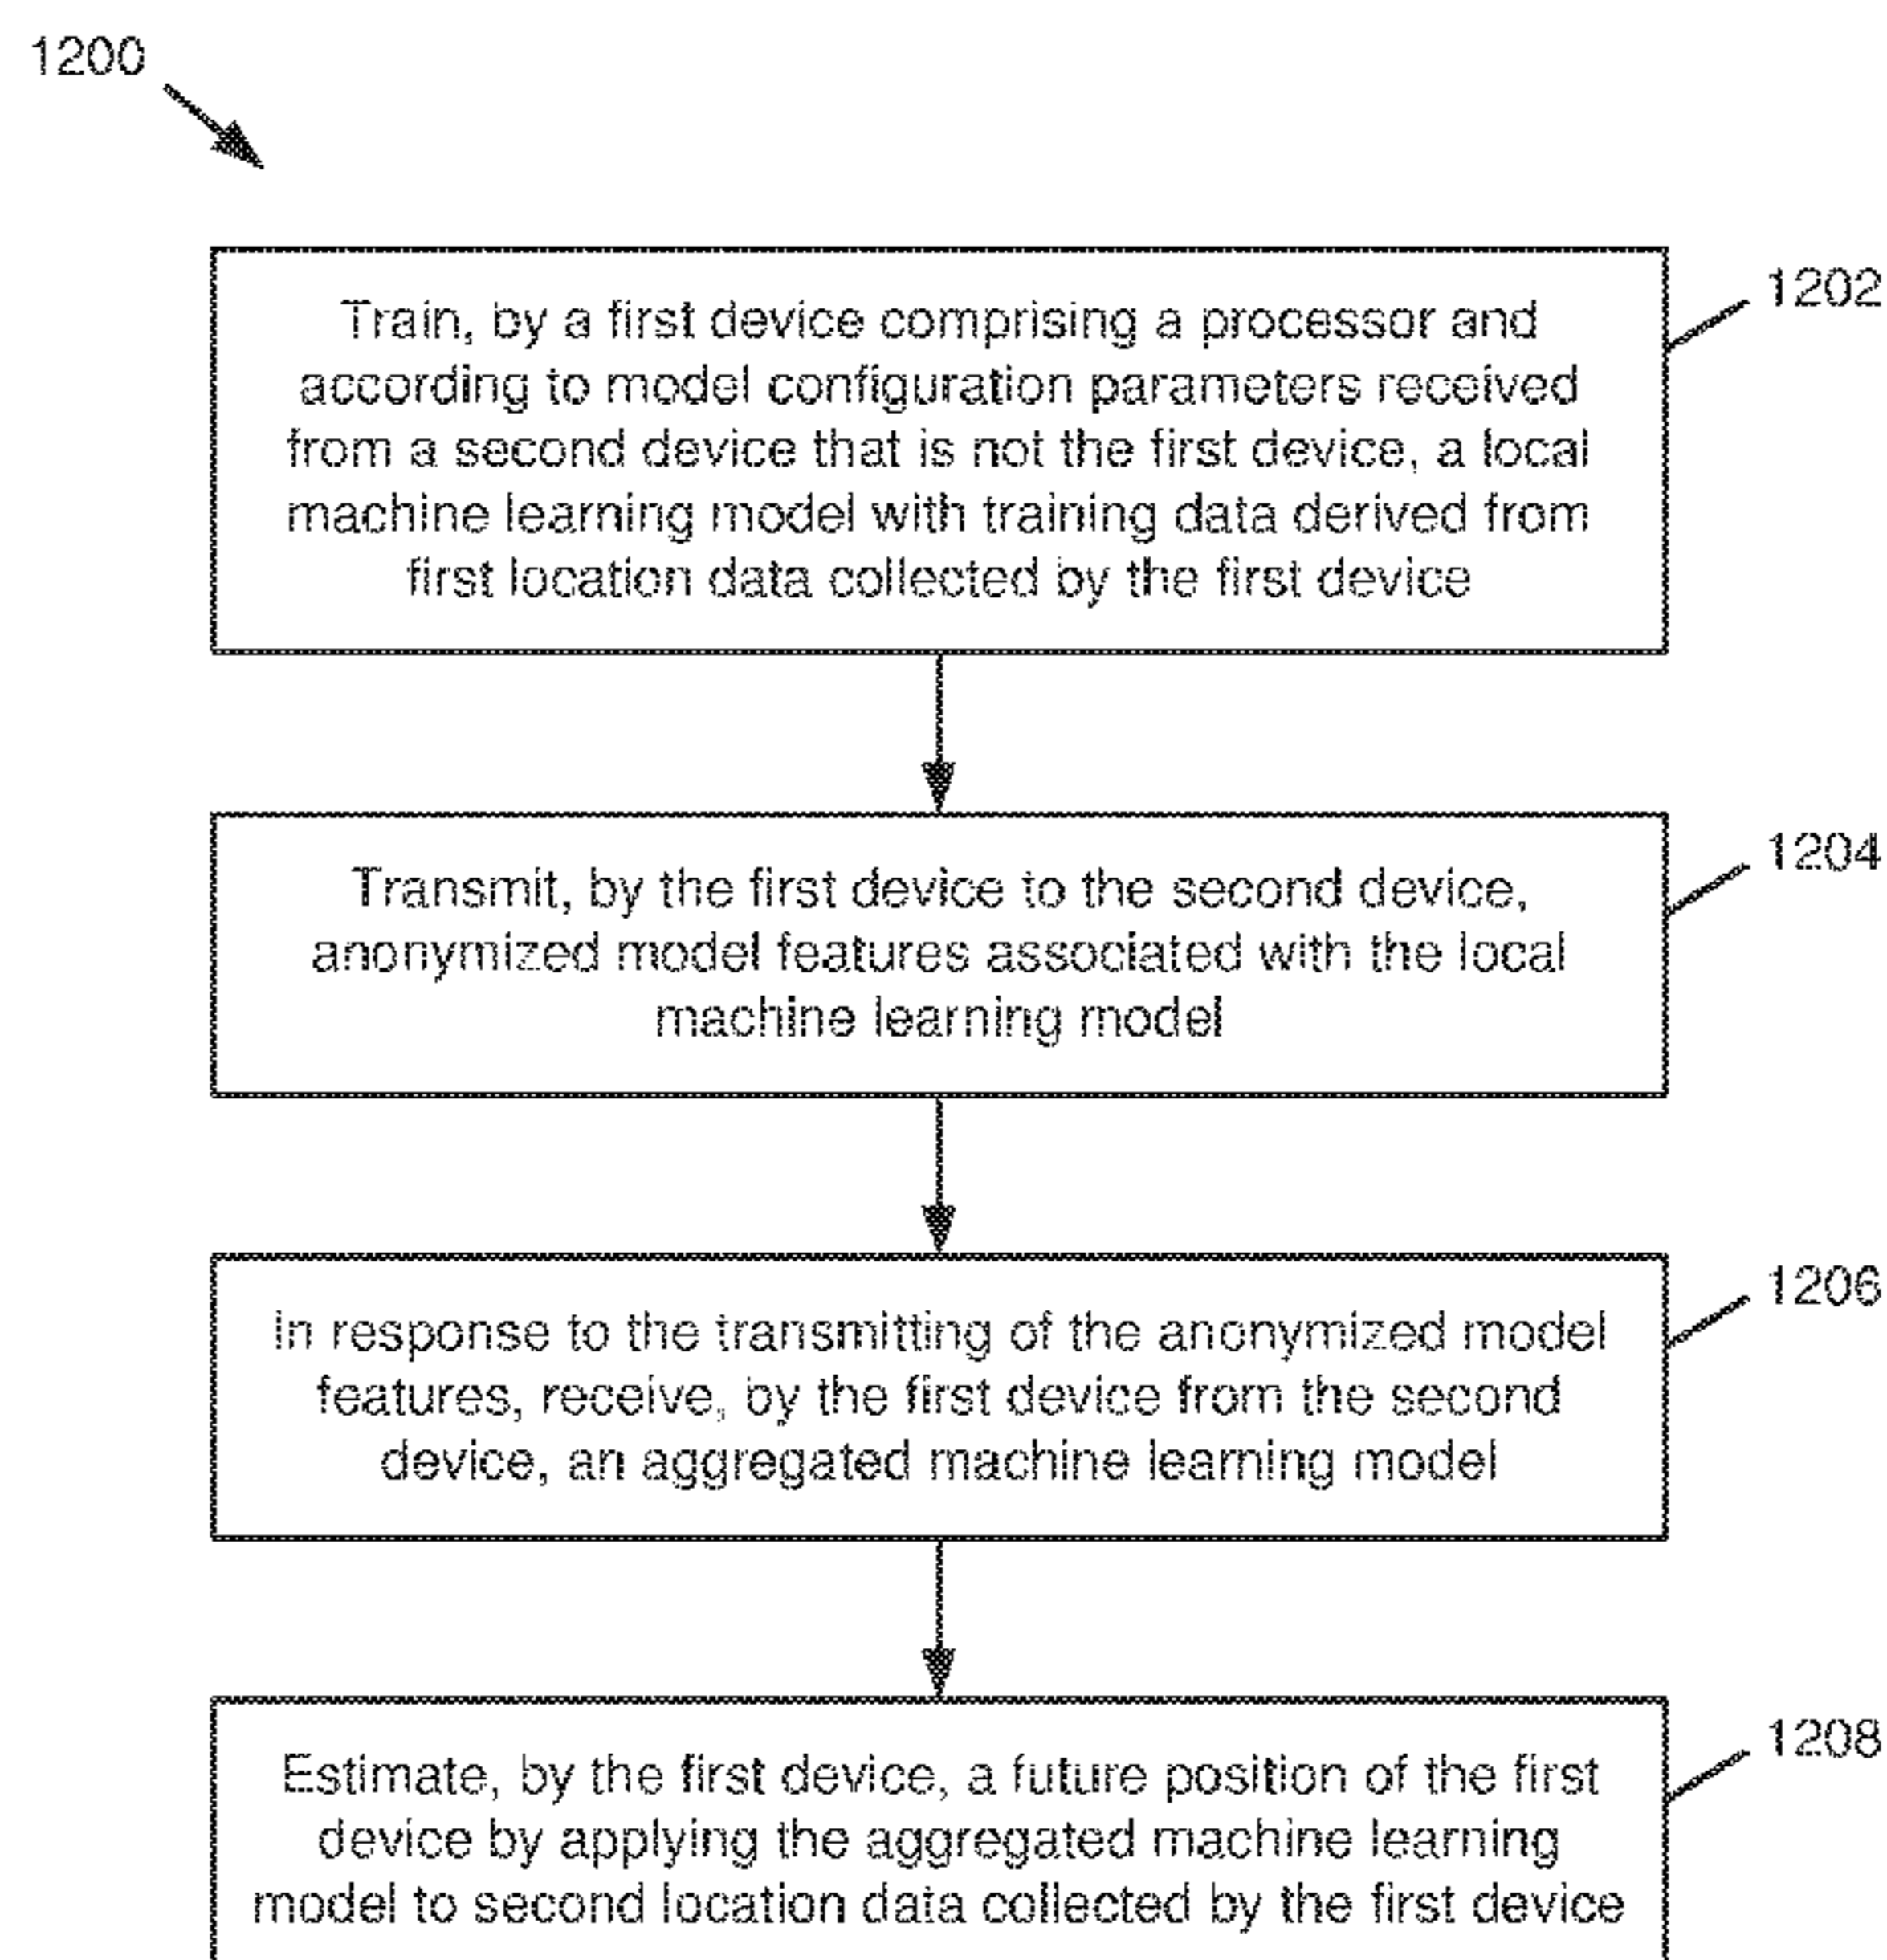 1200
1202
Train, by a first device comprising a processor and
according to model configuration parameters received
from a second device that is not the first device, a local
machine learning model with training data derived from
first location data collected by the first device
1204
Transmit, by the first device to the second device,
anonymized model features associated with the local
machine learning model
1206
In response to the transmitting of the anonymized model
features, receive, by the first device from the second
device, an aggregated machine learning model
1208
Estimate, by the first device, a future position of the first
device by applying the aggregated machine learning
model to second location data collected by the first device